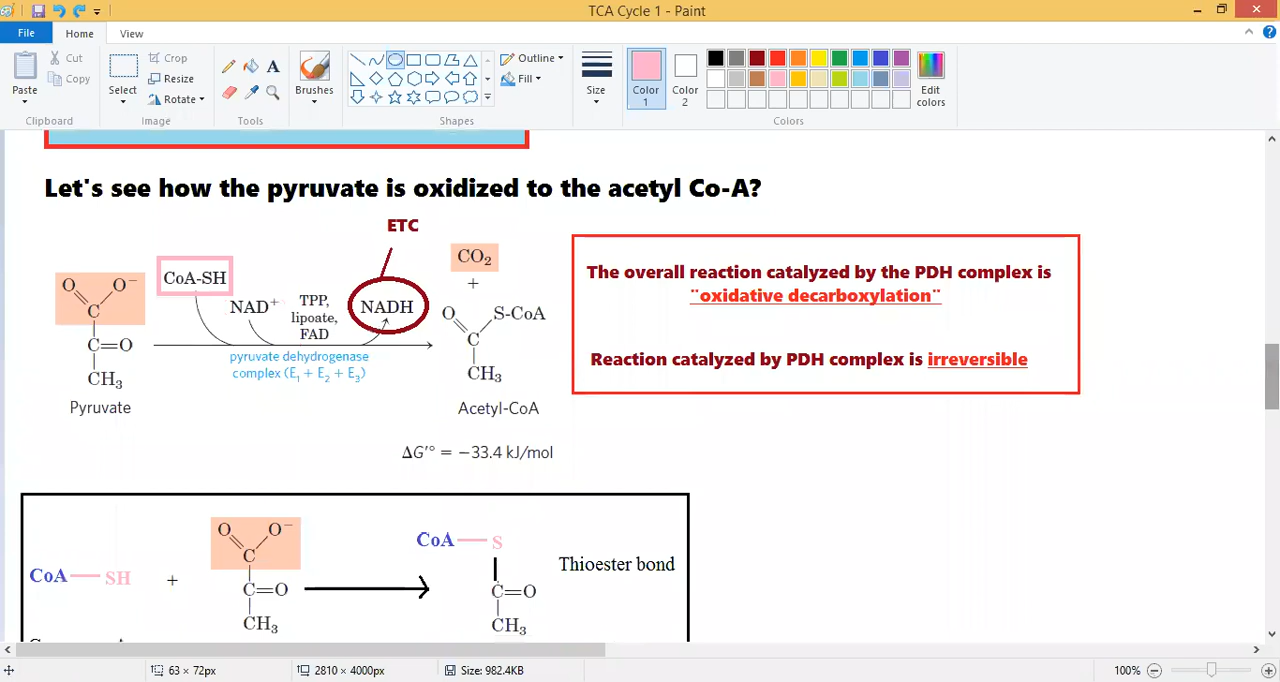 TCA Cycle 1 - Paint
File Home View
Paste
Cut
Copy
Clipboard
Select
Crop
Resize
Rotate
Image
A
Tools
Brushes
Outline
Fill
Shapes
Size
Color 1
Color 2
Edit colors
Colors
Let's see how the pyruvate is oxidized to the acetyl Co-A?
ETC
CoA-SH
NAD⁺
TPP,
lipoate,
FAD
NADH
CO₂
+
O O⁻
C
C=O
CH₃
Pyruvate
pyruvate dehydrogenase
complex (E₁ + E₂ + E₃)
O S-CoA
C
CH₃
Acetyl-CoA
ΔG′° = −33.4 kJ/mol
The overall reaction catalyzed by the PDH complex is
¨oxidative decarboxylation¨
Reaction catalyzed by PDH complex is irreversible
CoA SH
+
O O⁻
C
C=O
CH₃
CoA S
C=O
CH₃
Thioester bond
63 × 72px
2810 × 4000px
Size: 982.4KB
100%